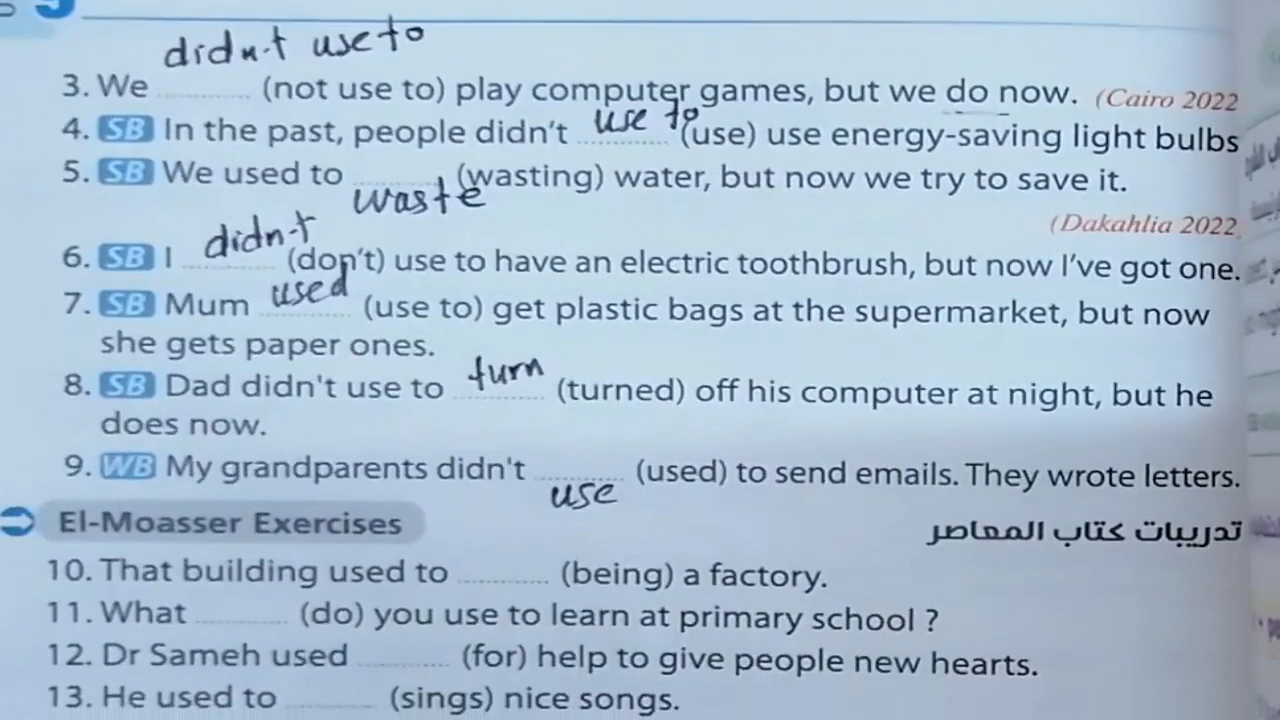 didn't use to
3. We ............ (not use to) play computer games, but we do now. (Cairo 2022
use to
4. SB In the past, people didn't ............ (use) use energy-saving light bulbs
5. SB We used to ............ (wasting) water, but now we try to save it.
waste
(Dakahlia 2022
didn't
6. SB I ............ (don't) use to have an electric toothbrush, but now I've got one.
used
7. SB Mum ............ (use to) get plastic bags at the supermarket, but now
she gets paper ones.
turn
8. SB Dad didn't use to ............ (turned) off his computer at night, but he
does now.
9. WB My grandparents didn't ............ (used) to send emails. They wrote letters.
use
El-Moasser Exercises تدريبات كتاب المعاصر
10. That building used to ............ (being) a factory.
11. What ............ (do) you use to learn at primary school ?
12. Dr Sameh used ............ (for) help to give people new hearts.
13. He used to ............ (sings) nice songs.